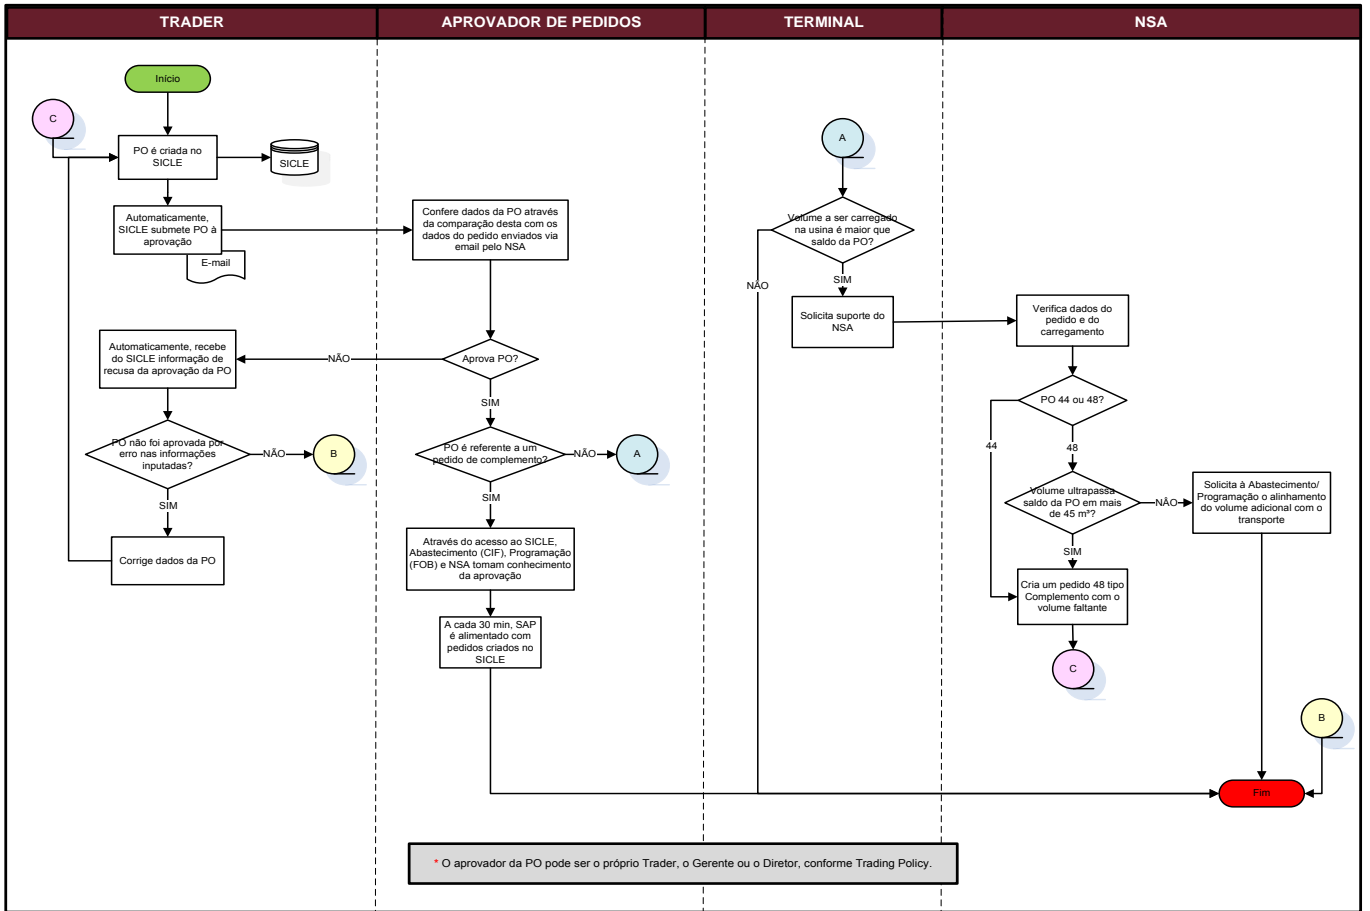 TRADER
APROVADOR DE PEDIDOS
TERMINAL
NSA
Início
C
PO é criada no
SICLE
SICLE
Automaticamente,
SICLE submete PO à
aprovação
E-mail
Automaticamente, recebe
do SICLE informação de
recusa da aprovação da PO
PO não foi aprovada por
erro nas informações
inputadas?
NÃO
B
SIM
Corrige dados da PO
Confere dados da PO através
da comparação desta com os
dados do pedido enviados via
email pelo NSA
Aprova PO?
NÃO
SIM
PO é referente a um
pedido de complemento?
NÃO
A
SIM
Através do acesso ao SICLE,
Abastecimento (CIF), Programação
(FOB) e NSA tomam conhecimento
da aprovação
A cada 30 min, SAP
é alimentado com
pedidos criados no
SICLE
A
Volume a ser carregado
na usina é maior que
saldo da PO?
NÃO
SIM
Solicita suporte do
NSA
Verifica dados do
pedido e do
carregamento
PO 44 ou 48?
44
48
Volume ultrapassa
saldo da PO em mais
de 45 m³?
NÃO
Solicita à Abastecimento/
Programação o alinhamento
do volume adicional com o
transporte
SIM
Cria um pedido 48 tipo
Complemento com o
volume faltante
C
B
Fim
* O aprovador da PO pode ser o próprio Trader, o Gerente ou o Diretor, conforme Trading Policy.